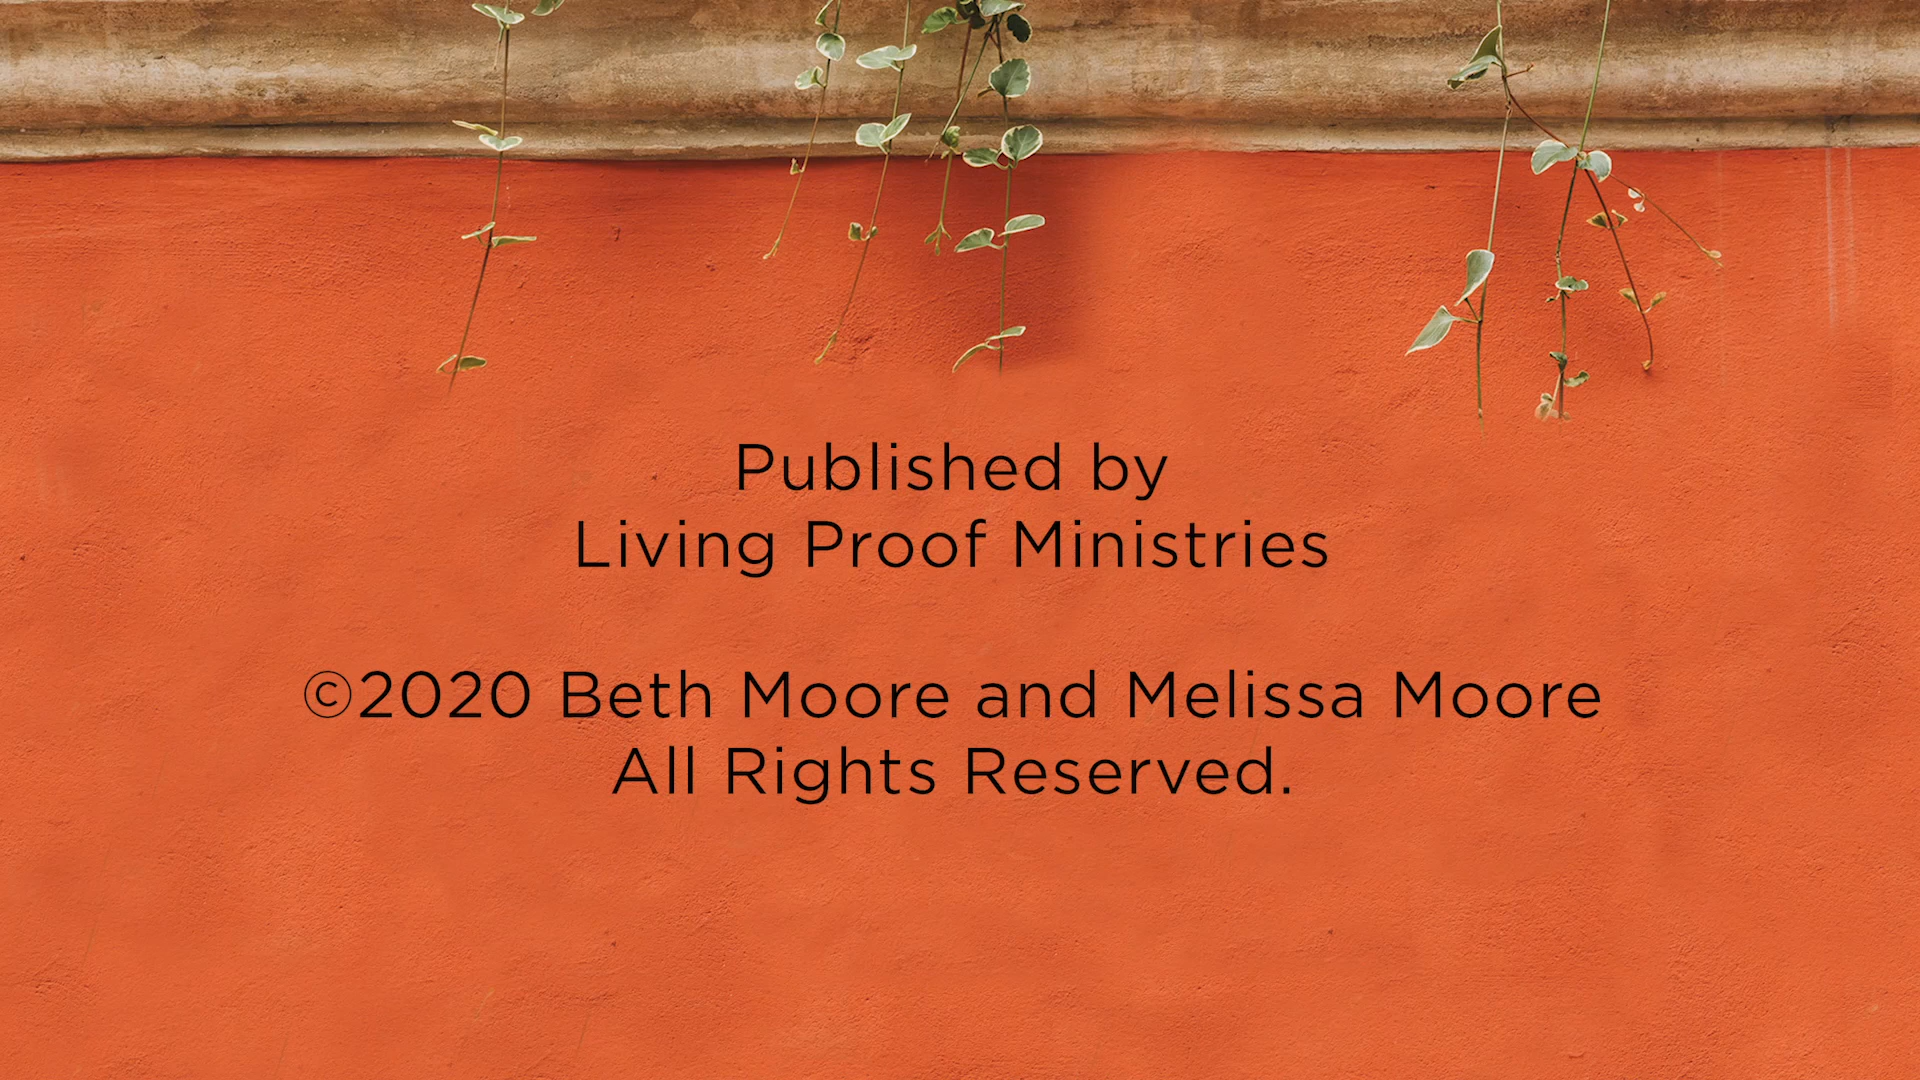 Published by
Living Proof Ministries
©2020 Beth Moore and Melissa Moore
All Rights Reserved.